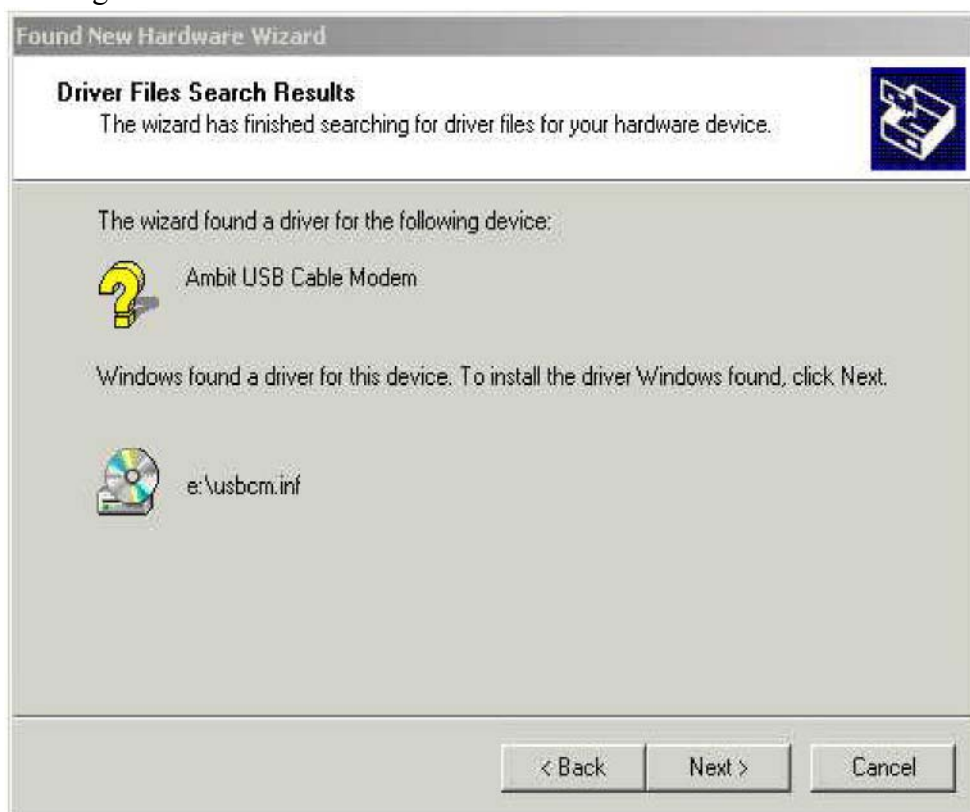 Found New Hardware Wizard
Driver Files Search Results
The wizard has finished searching for driver files for your hardware device.
The wizard found a driver for the following device:
Ambit USB Cable Modem
Windows found a driver for this device. To install the driver Windows found, click Next.
e:\usbcm.inf
< Back
Next >
Cancel